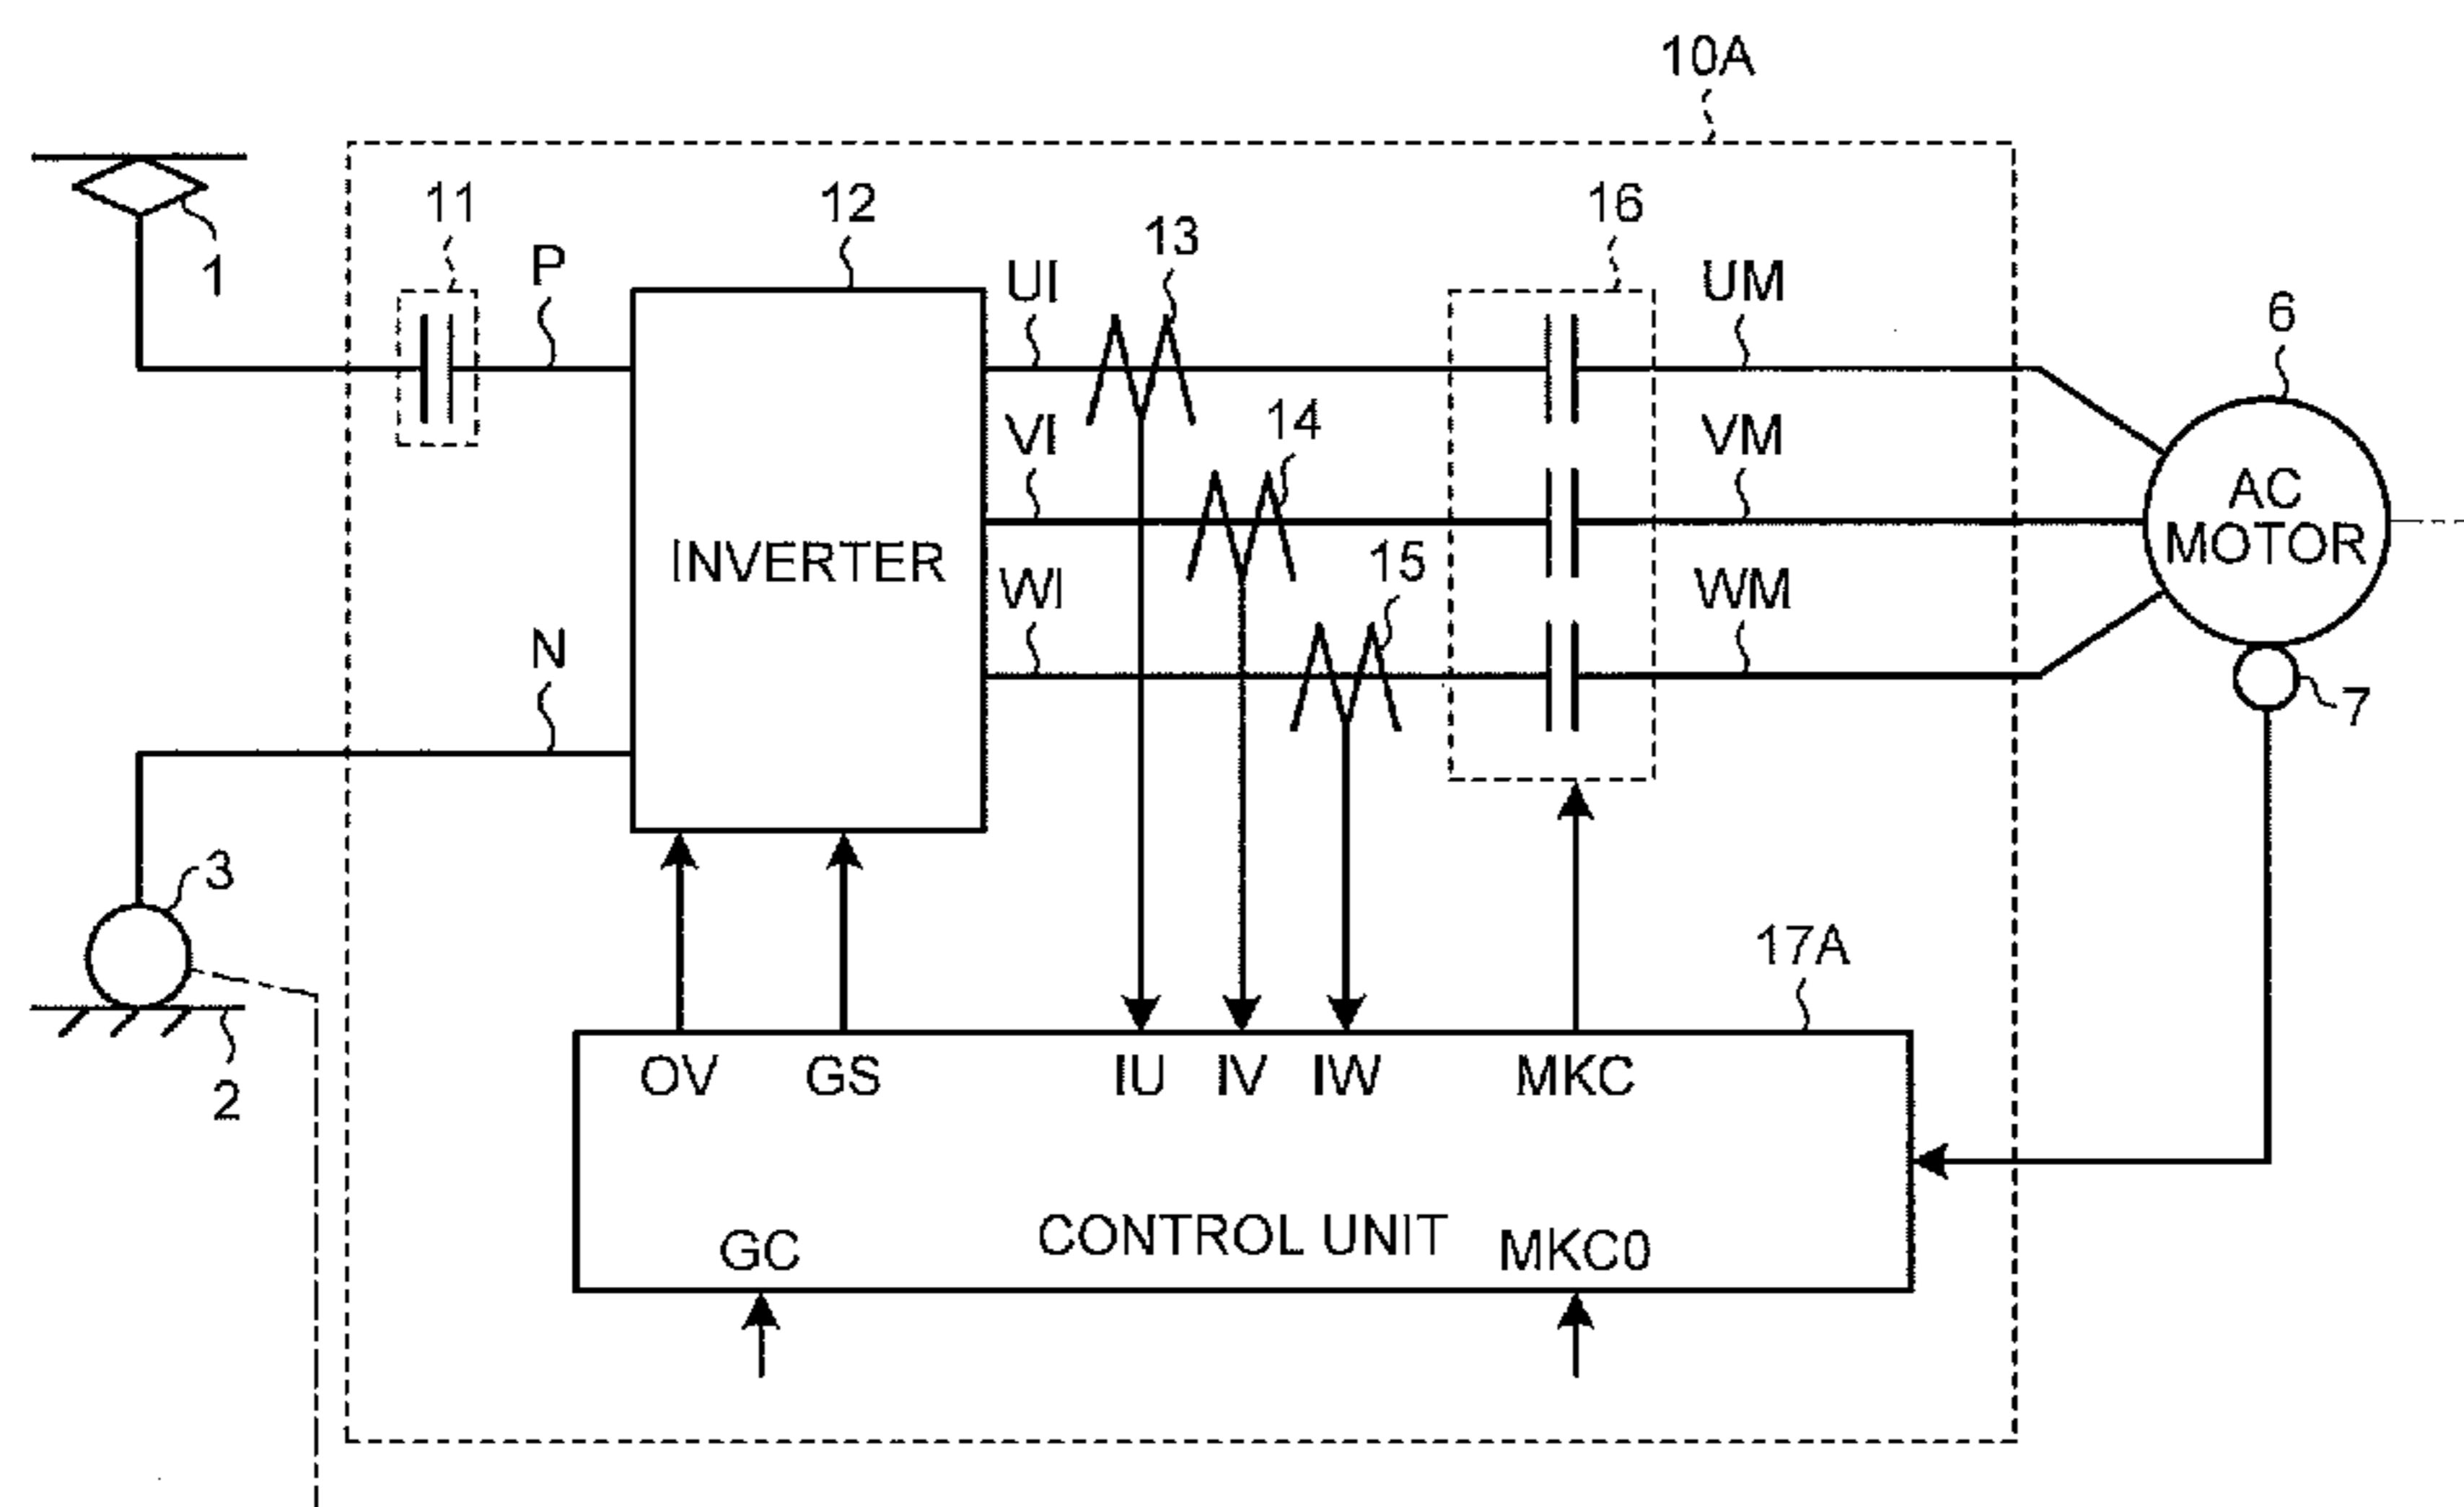 10A
11
12
13
16
P
UI
UM
1
6
14
VI
VM
AC
MOTOR
INVERTER
15
WI
WM
N
7
3
17A
2
OV GS IU IV IW MKC
CONTROL UNIT
GC
MKC0